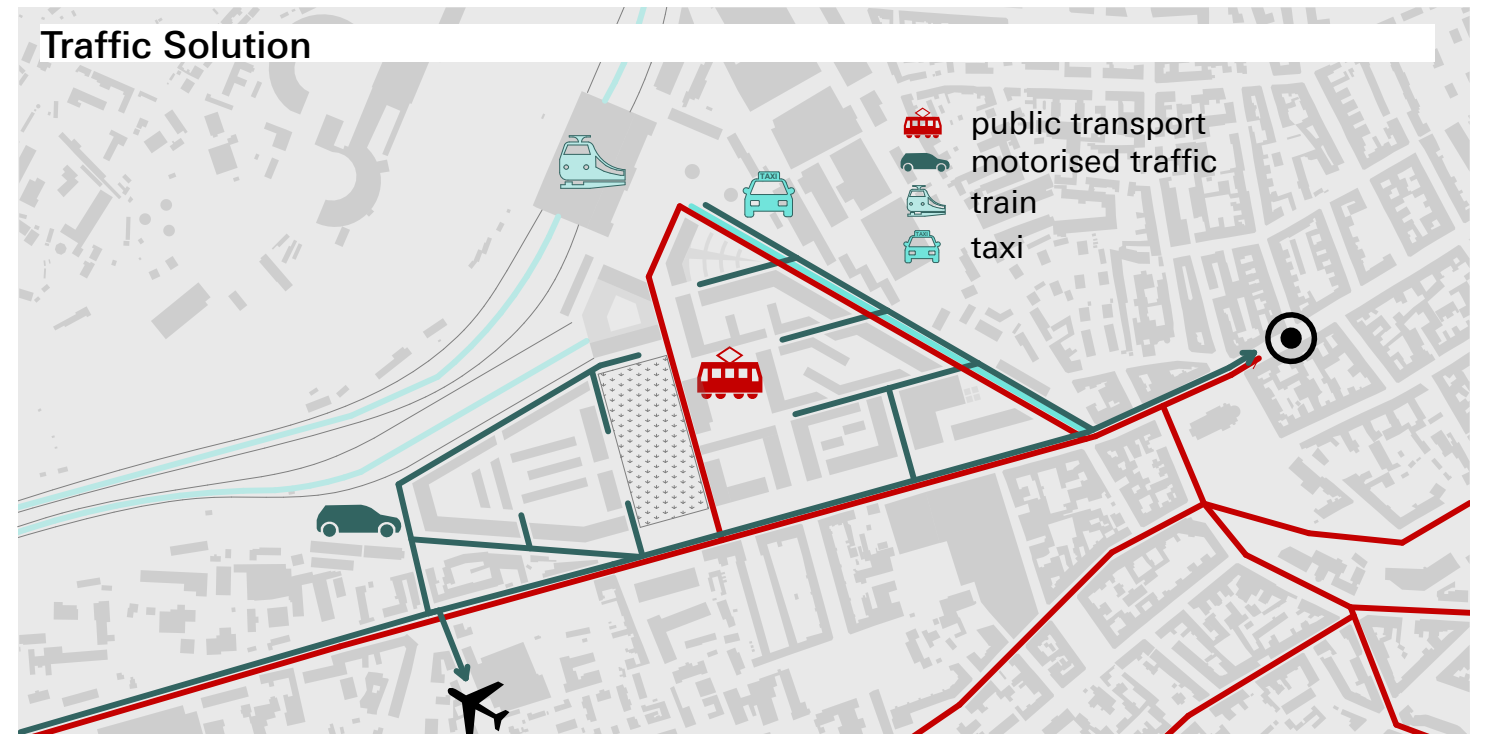 Traffic Solution
TAXI
public transport
motorised traffic
train
TAXI
taxi